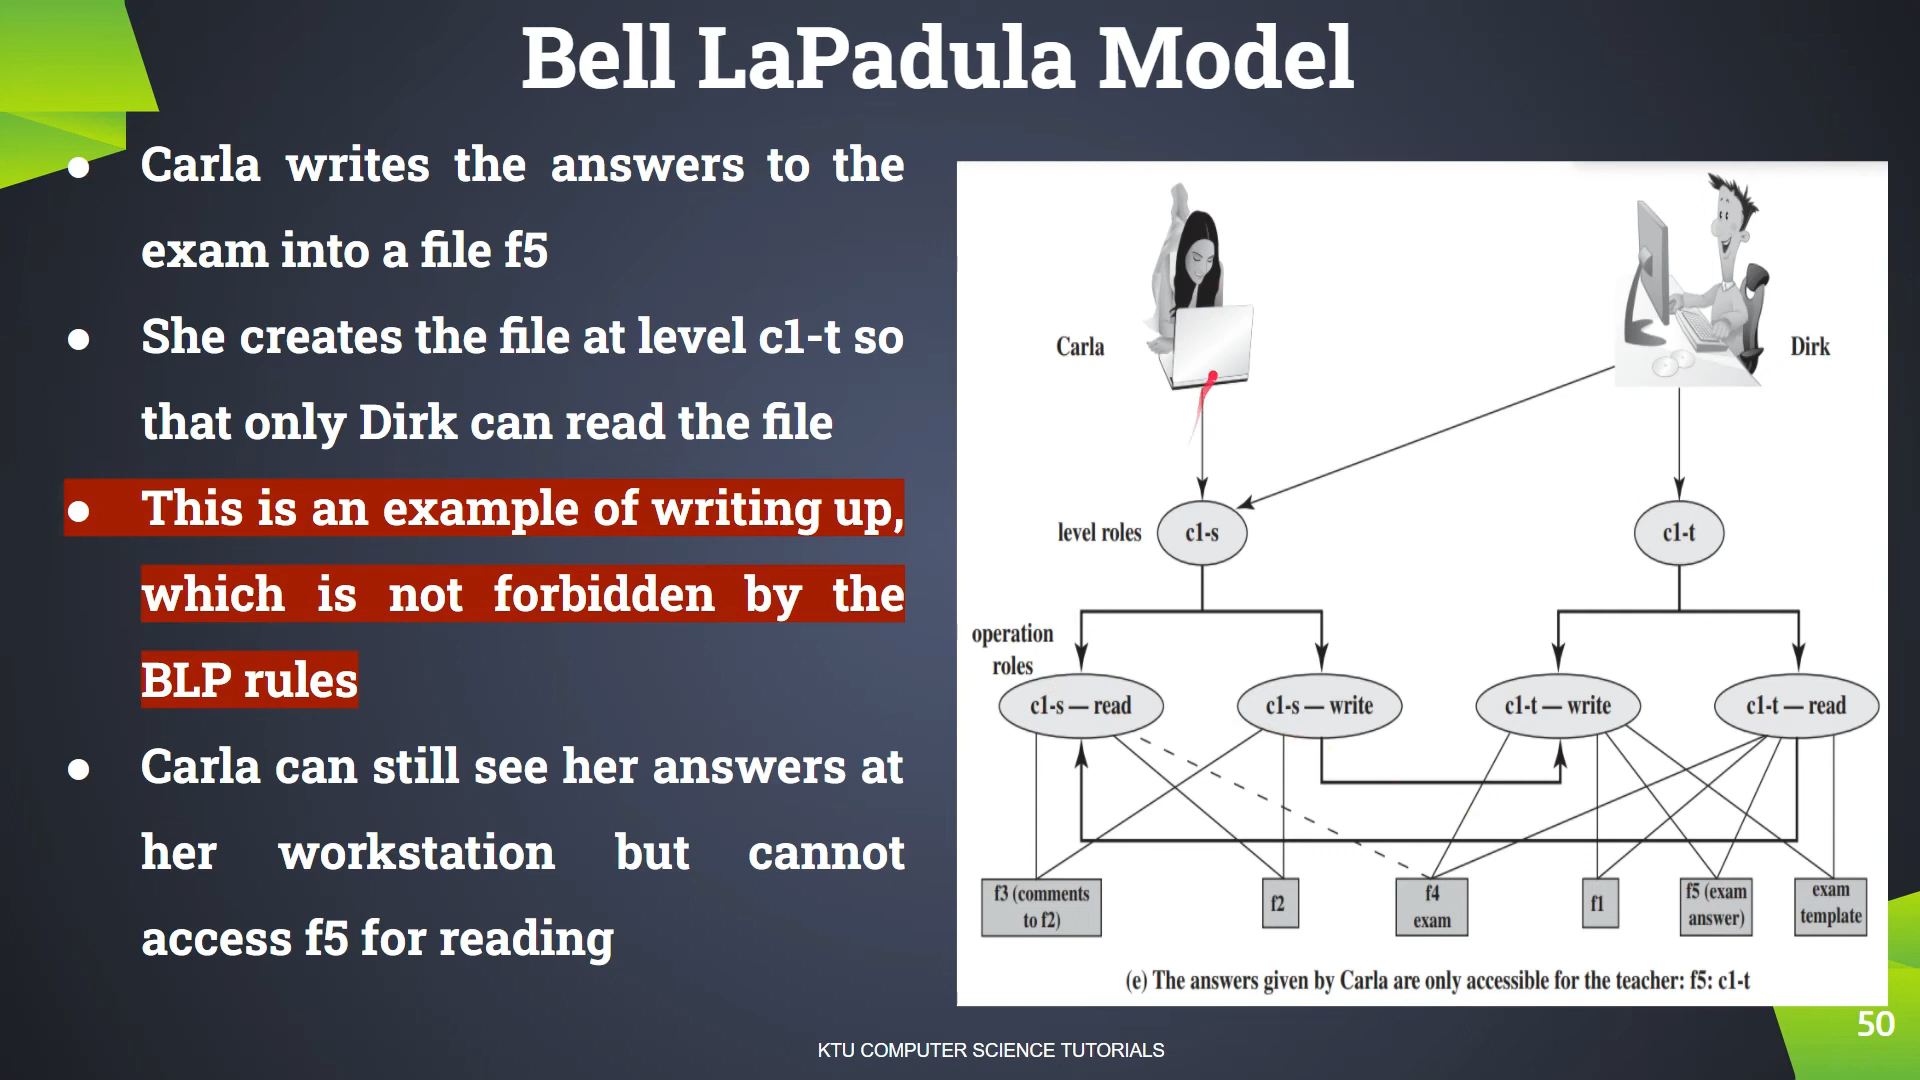 Bell LaPadula Model
● Carla writes the answers to the
exam into a file f5
● She creates the file at level c1-t so
that only Dirk can read the file
● This is an example of writing up,
which is not forbidden by the
BLP rules
● Carla can still see her answers at
her workstation but cannot
access f5 for reading
Carla
Dirk
level roles
c1-s
c1-t
operation
roles
c1-s — read
c1-s — write
c1-t — write
c1-t — read
f3 (comments
to f2)
f2
f4
exam
f1
f5 (exam
answer)
exam
template
(e) The answers given by Carla are only accessible for the teacher: f5: c1-t
50
KTU COMPUTER SCIENCE TUTORIALS